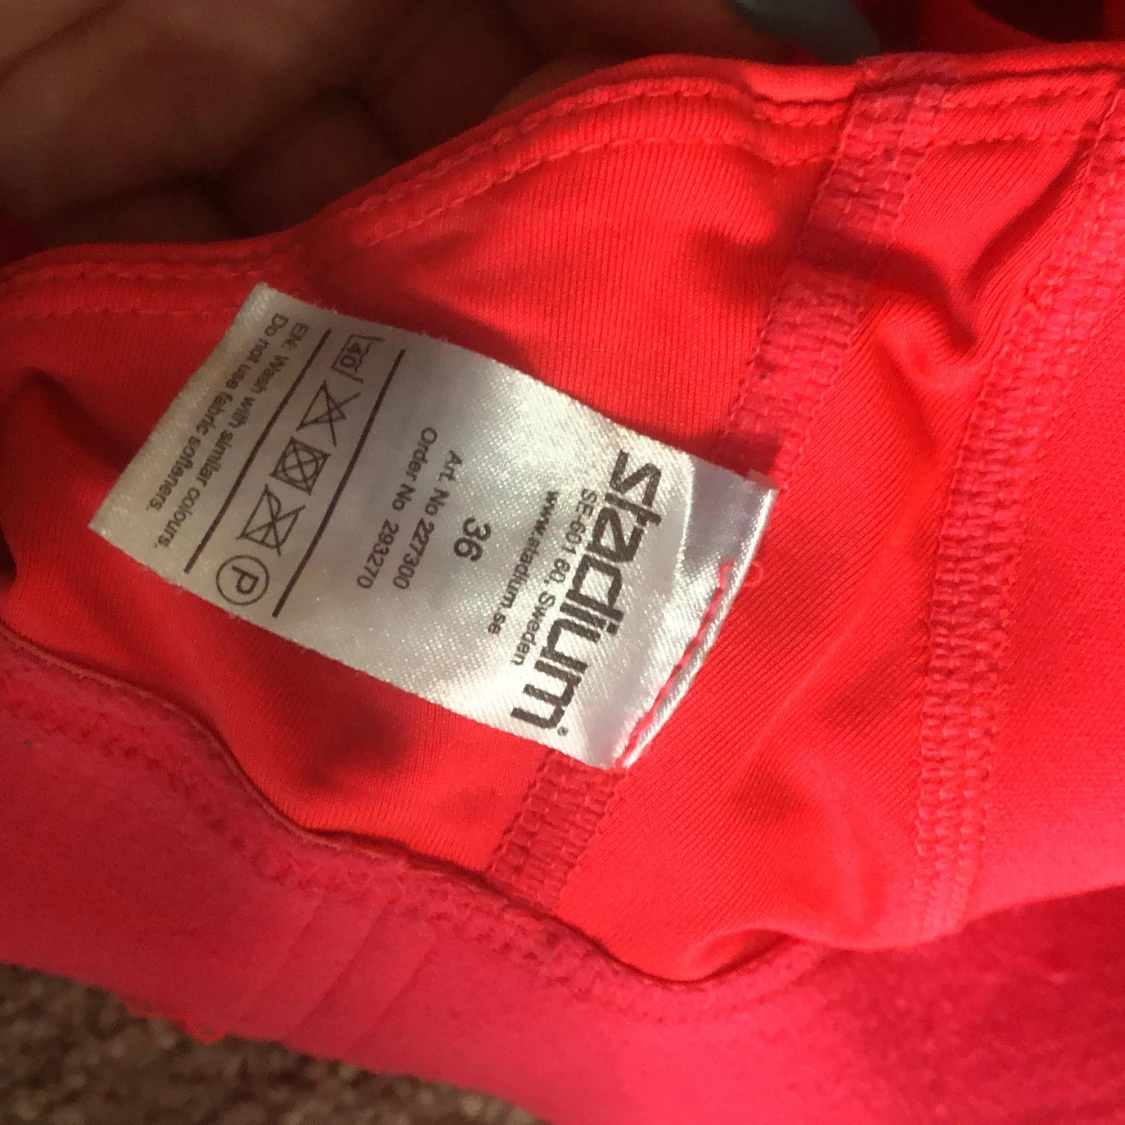 stadium®
SE-601 60, Sweden
www.stadium.se
36
Art. No 227300
Order No 293270
40
P
EN: Wash with similar colours.
Do not use fabric softeners.